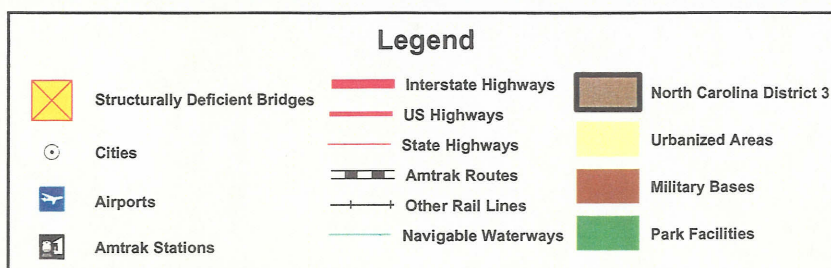 Legend
Structurally Deficient Bridges
Cities
Airports
Amtrak Stations
Interstate Highways
US Highways
State Highways
Amtrak Routes
Other Rail Lines
Navigable Waterways
North Carolina District 3
Urbanized Areas
Military Bases
Park Facilities